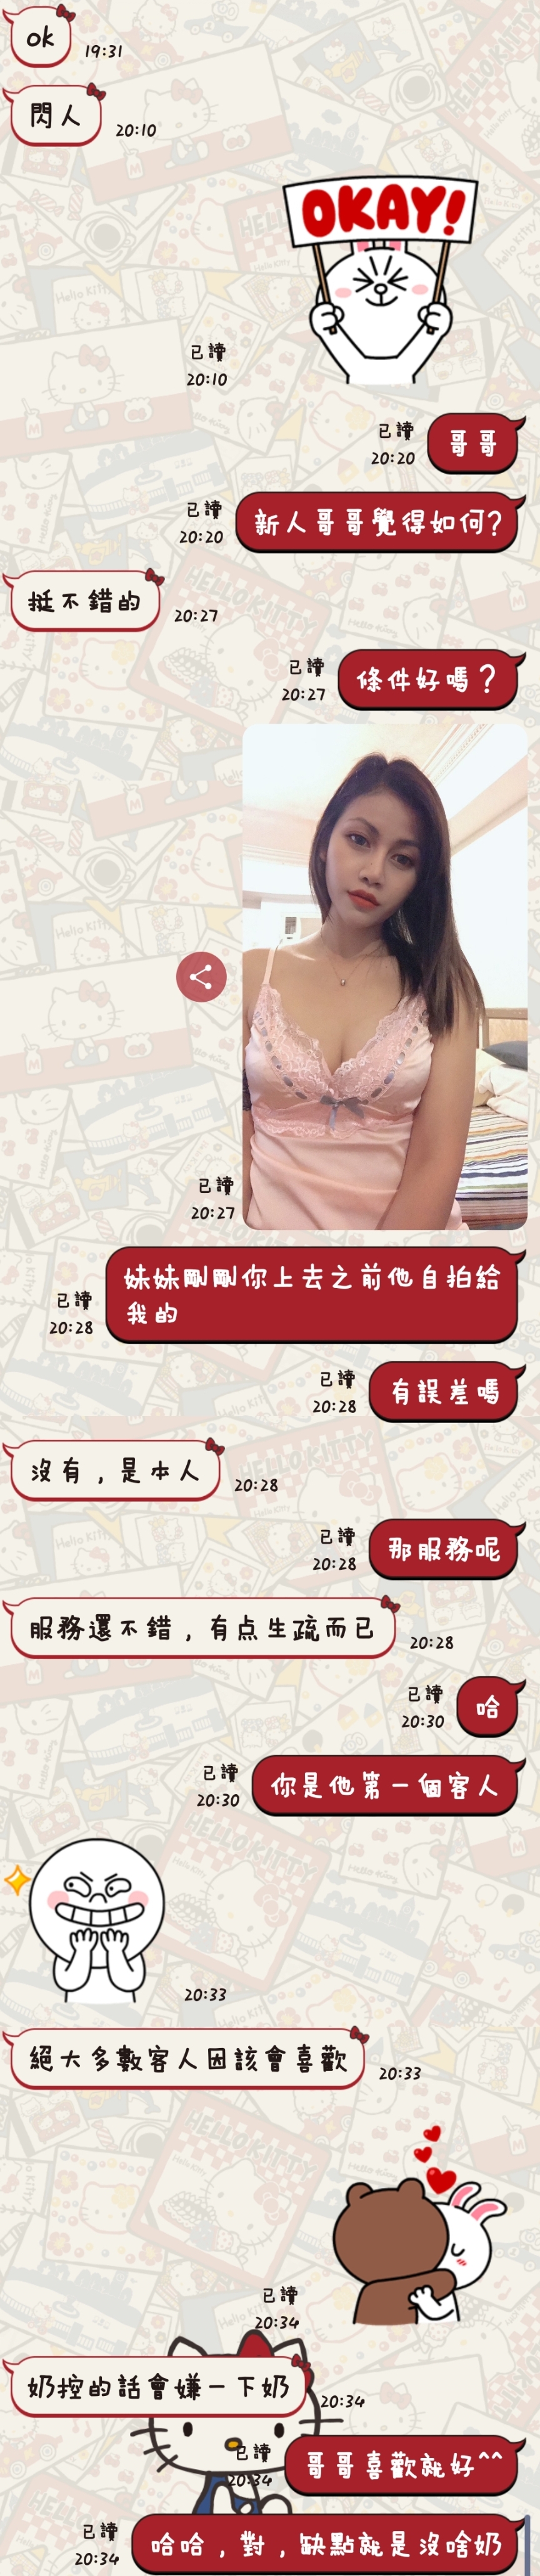 ok
19:31
閃人
20:10
OKAY!
已讀
20:10
哥哥
已讀
20:20
新人哥哥覺得如何?
已讀
20:20
挺不錯的
20:27
條件好嗎？
已讀
20:27
已讀
20:27
妹妹剛剛你上去之前他自拍給
我的
已讀
20:28
有誤差嗎
已讀
20:28
沒有，是本人
20:28
那服務呢
已讀
20:28
服務還不錯，有点生疏而已
20:28
哈
已讀
20:30
你是他第一個客人
已讀
20:30
20:33
絕大多數客人因該會喜歡
20:33
已讀
20:34
奶控的話會嫌一下奶
20:34
哥哥喜歡就好^^
已讀
20:34
哈哈，對，缺點就是沒啥奶
已讀
20:34